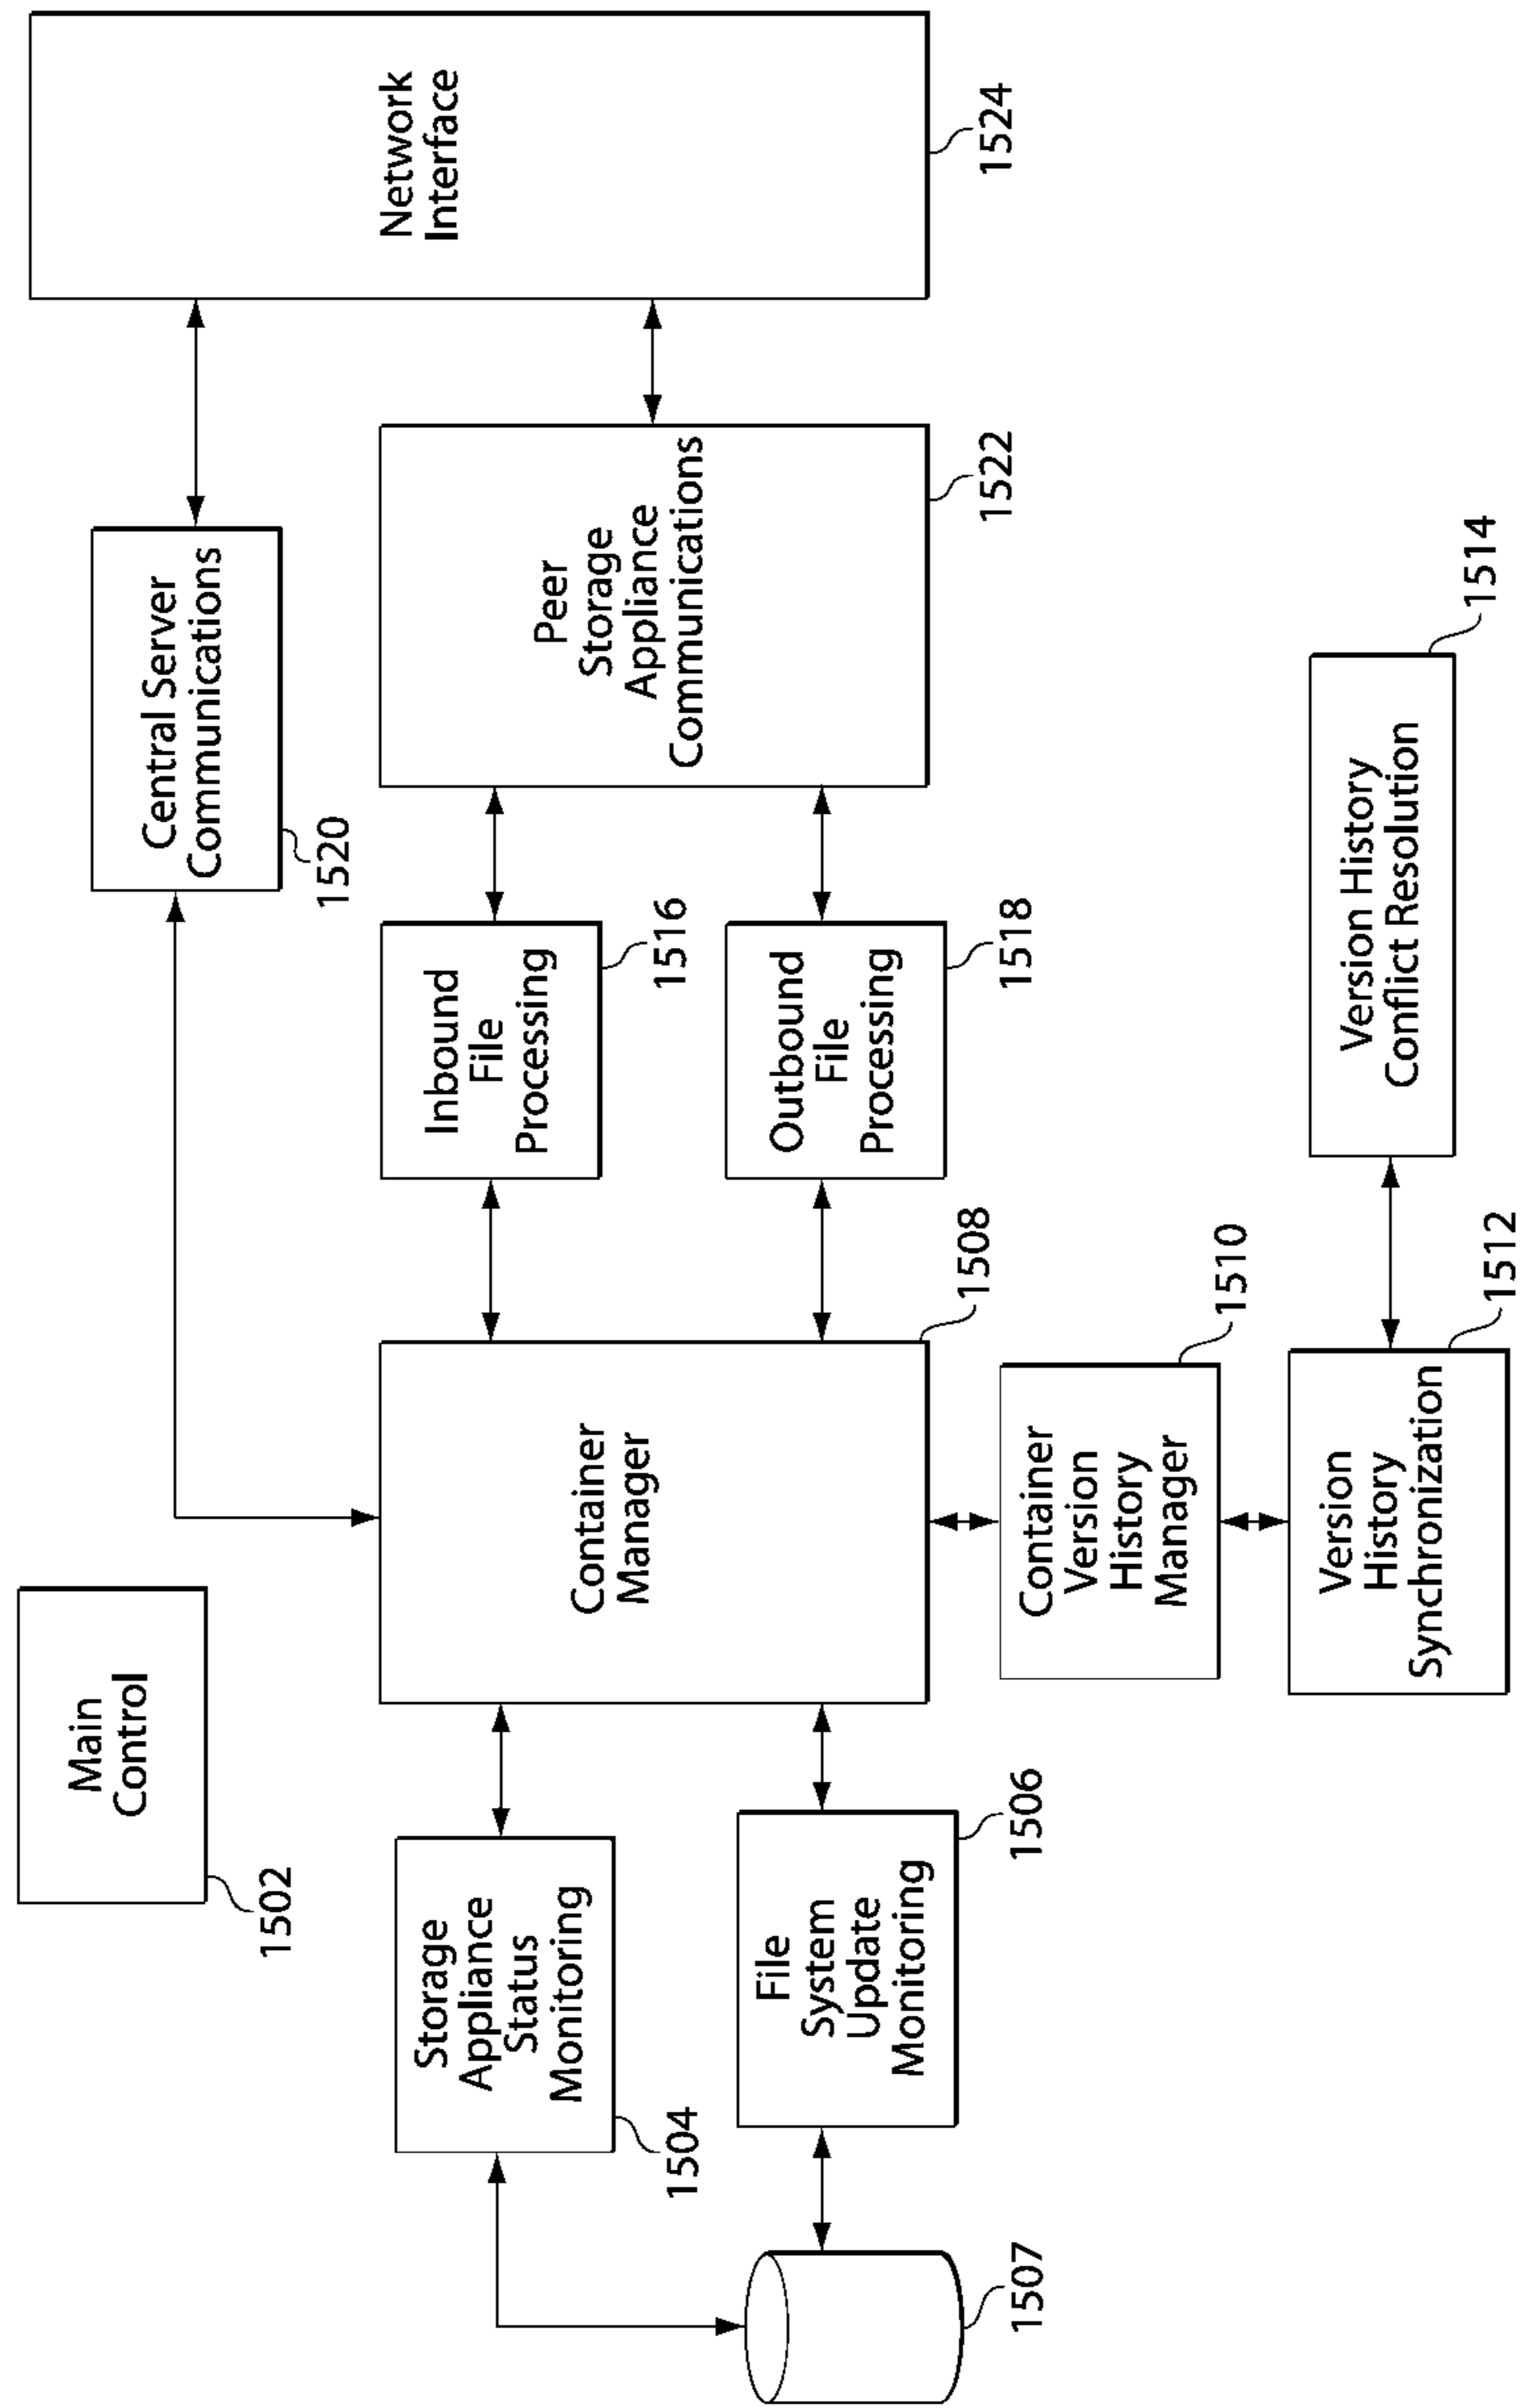 Main
Control
1502
Central Server
Communications
1520
Network
Interface
1524
Storage
Appliance
Status
Monitoring
1504
File
System
Update
Monitoring
1506
1507
Container
Manager
1508
Inbound
File
Processing
1516
Outbound
File
Processing
1518
Peer
Storage
Appliance
Communications
1522
Container
Version
History
Manager
1510
Version
History
Synchronization
1512
Version History
Conflict Resolution
1514